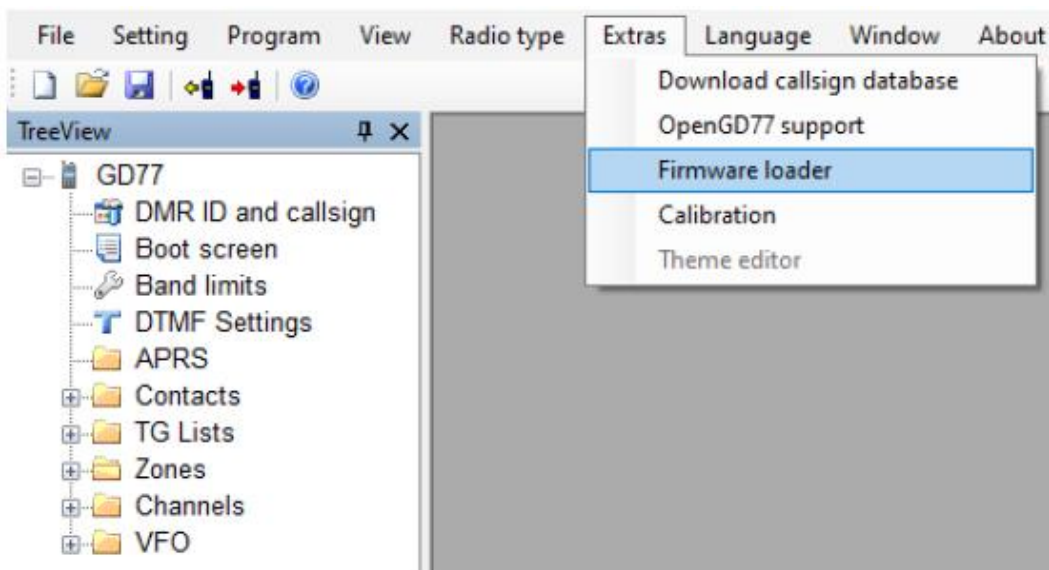 File Setting Program View Radio type Extras Language Window About
Download callsign database
OpenGD77 support
Firmware loader
Calibration
Theme editor
TreeView
GD77
DMR ID and callsign
Boot screen
Band limits
DTMF Settings
APRS
Contacts
TG Lists
Zones
Channels
VFO